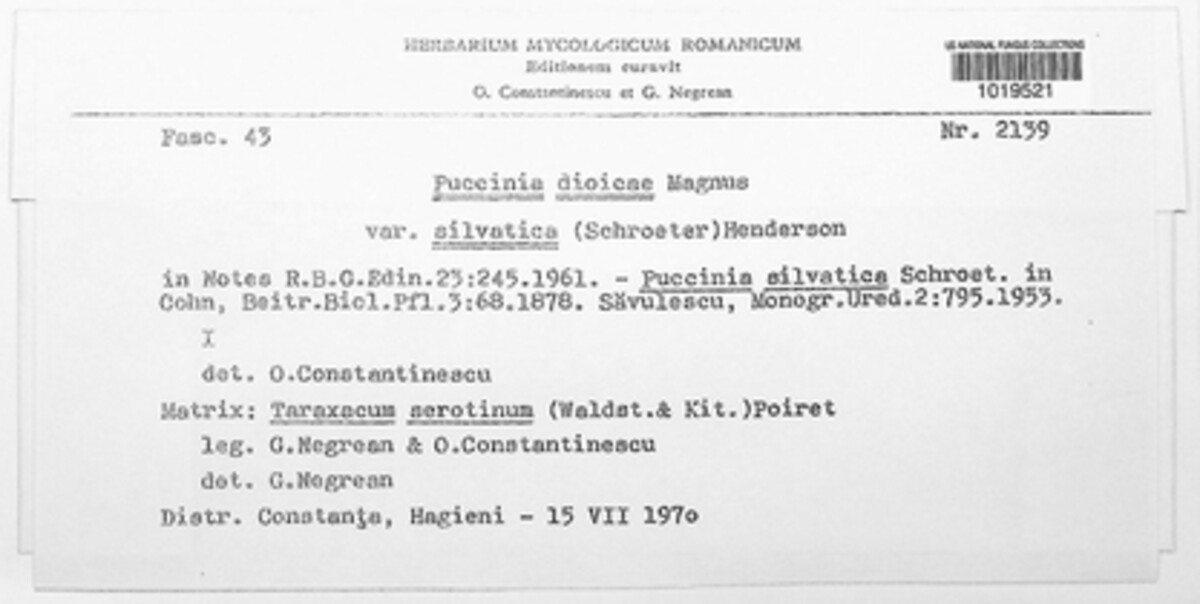 HERBARIUM MYCOLOGICUM ROMANICUM
Editionem curavit
O. Constantinescu et G. Negrean
US NATIONAL FUNGUS COLLECTIONS
1019521
Fasc. 43
Nr. 2139
Puccinia dioicae Magnus
var. silvatica (Schroeter)Henderson
in Notes R.B.G.Edin.23:245.1961. - Puccinia silvatica Schroet. in
Cohn, Beitr.Biol.Pfl.3:68.1878. Săvulescu, Monogr.Ured.2:795.1953.
I
det. O.Constantinescu
Matrix: Taraxacum serotinum (Waldst.& Kit.)Poiret
leg. G.Negrean & O.Constantinescu
det. G.Negrean
Distr. Constanţa, Hagieni - 15 VII 197o